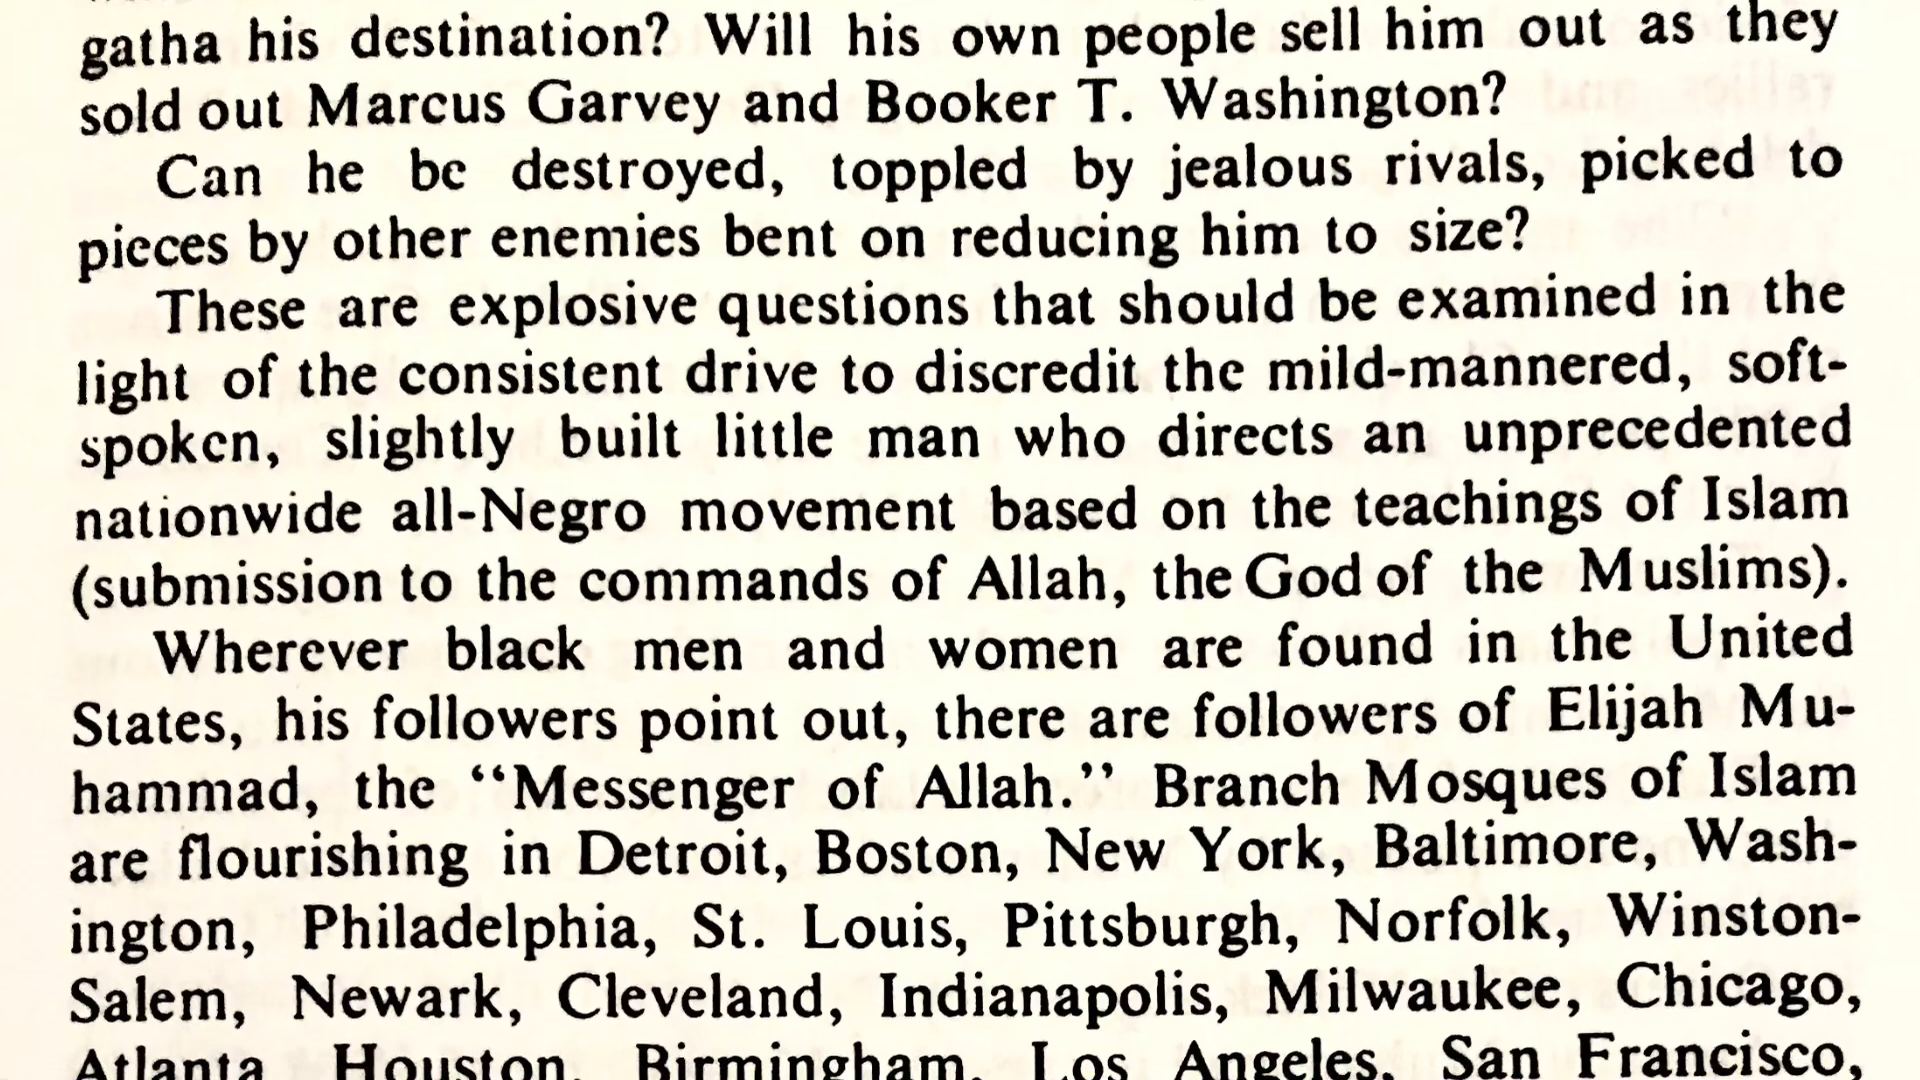 gatha his destination? Will his own people sell him out as they
sold out Marcus Garvey and Booker T. Washington?
Can he be destroyed, toppled by jealous rivals, picked to
pieces by other enemies bent on reducing him to size?
These are explosive questions that should be examined in the
light of the consistent drive to discredit the mild-mannered, soft-
spoken, slightly built little man who directs an unprecedented
nationwide all-Negro movement based on the teachings of Islam
(submission to the commands of Allah, the God of the Muslims).
Wherever black men and women are found in the United
States, his followers point out, there are followers of Elijah Mu-
hammad, the “Messenger of Allah.” Branch Mosques of Islam
are flourishing in Detroit, Boston, New York, Baltimore, Wash-
ington, Philadelphia, St. Louis, Pittsburgh, Norfolk, Winston-
Salem, Newark, Cleveland, Indianapolis, Milwaukee, Chicago,
Atlanta, Houston, Birmingham, Los Angeles, San Francisco,